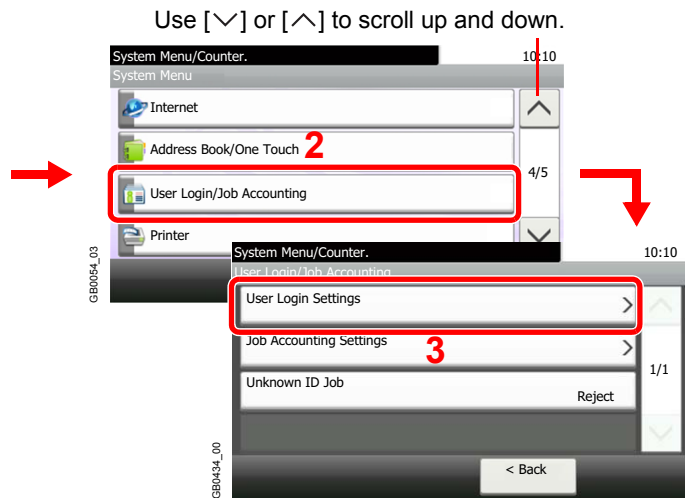 Use [∨] or [∧] to scroll up and down.
System Menu/Counter.
10:10
System Menu
Internet
Address Book/One Touch
2
4/5
User Login/Job Accounting
Printer
GB0054_03
System Menu/Counter.
10:10
User Login/Job Accounting
User Login Settings
Job Accounting Settings
3
1/1
Unknown ID Job
Reject
< Back
GB0434_00